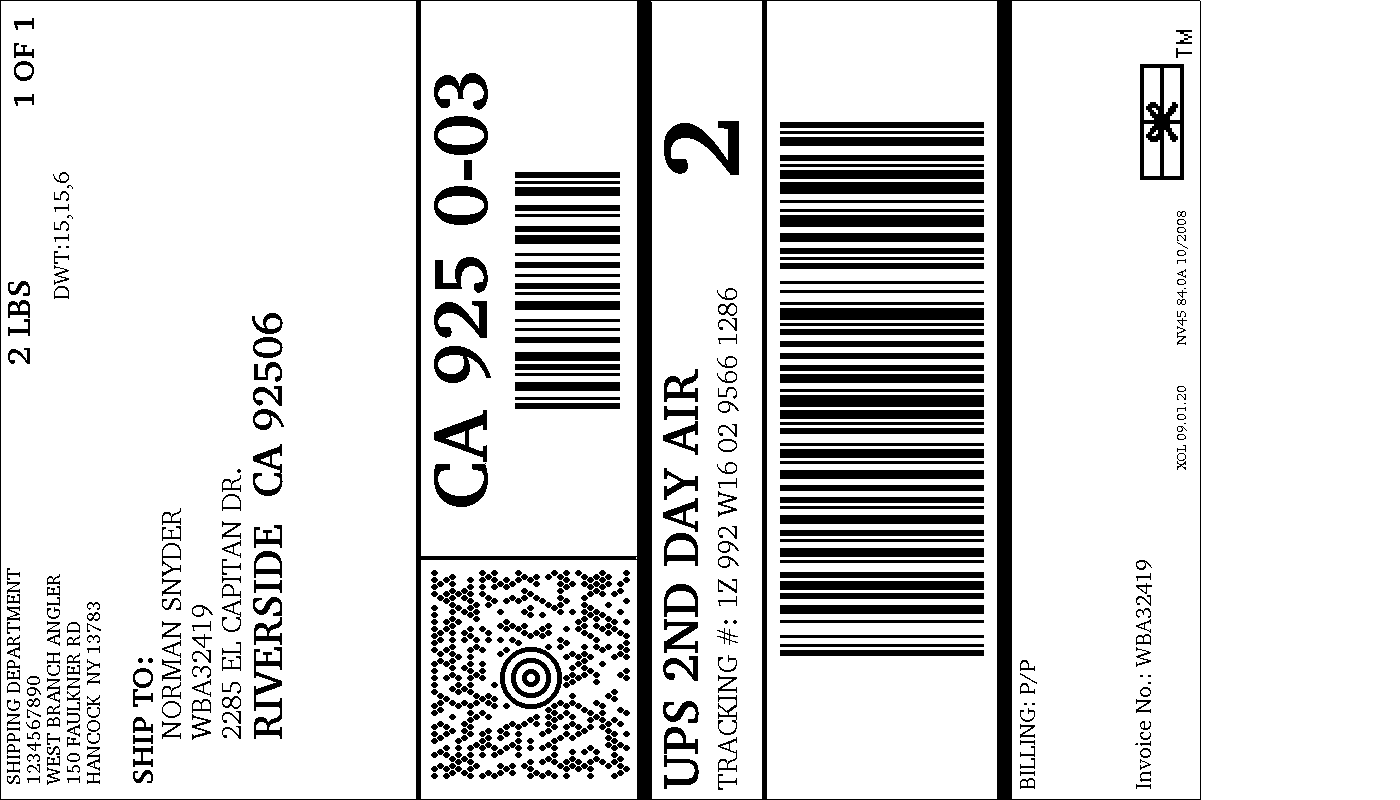 SHIPPING DEPARTMENT
1234567890
WEST BRANCH ANGLER
150 FAULKNER RD
HANCOCK NY 13783
2 LBS
1 OF 1
DWT:15,15,6
SHIP TO:
NORMAN SNYDER
WBA32419
2285 EL CAPITAN DR.
RIVERSIDE CA 92506
CA 925 0-03
UPS 2ND DAY AIR
2
TRACKING #: 1Z 992 W16 02 9566 1286
BILLING: P/P
Invoice No.: WBA32419
XOL 09.01.20 NV45 84.0A 10/2008
TM